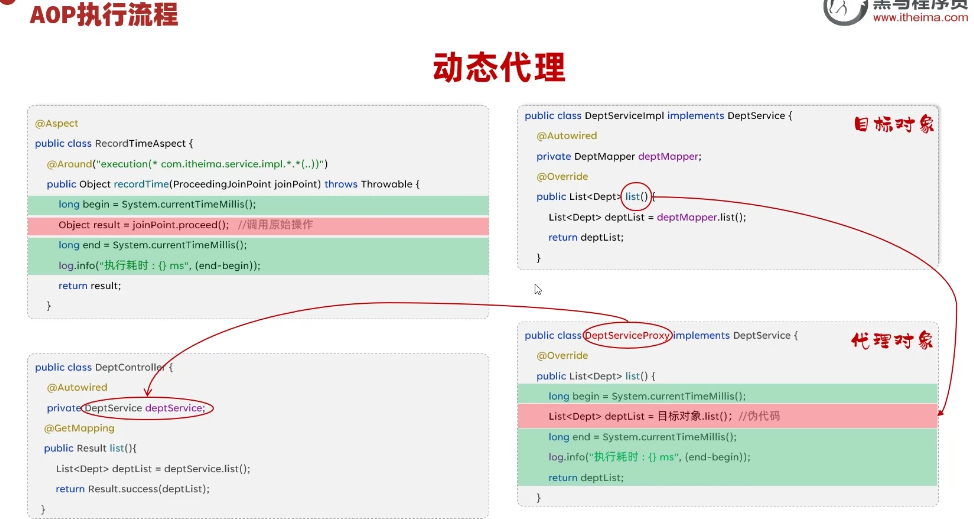 AOP执行流程
黑马程序员
www.itheima.com
动态代理
@Aspect
public class RecordTimeAspect {
@Around("execution(* com.itheima.service.impl.*.*(..))")
public Object recordTime(ProceedingJoinPoint joinPoint) throws Throwable {
long begin = System.currentTimeMillis();
Object result = joinPoint.proceed(); //调用原始操作
long end = System.currentTimeMillis();
log.info("执行耗时 : {} ms", (end-begin));
return result;
}
public class DeptServiceImpl implements DeptService {
目标对象
@Autowired
private DeptMapper deptMapper;
@Override
public List<Dept> list() {
List<Dept> deptList = deptMapper.list();
return deptList;
}
public class DeptController {
@Autowired
private DeptService deptService;
@GetMapping
public Result list(){
List<Dept> deptList = deptService.list();
return Result.success(deptList);
}
public class DeptServiceProxy implements DeptService {
代理对象
@Override
public List<Dept> list() {
long begin = System.currentTimeMillis();
List<Dept> deptList = 目标对象.list(); //伪代码
long end = System.currentTimeMillis();
log.info("执行耗时 : {} ms", (end-begin));
return deptList;
}